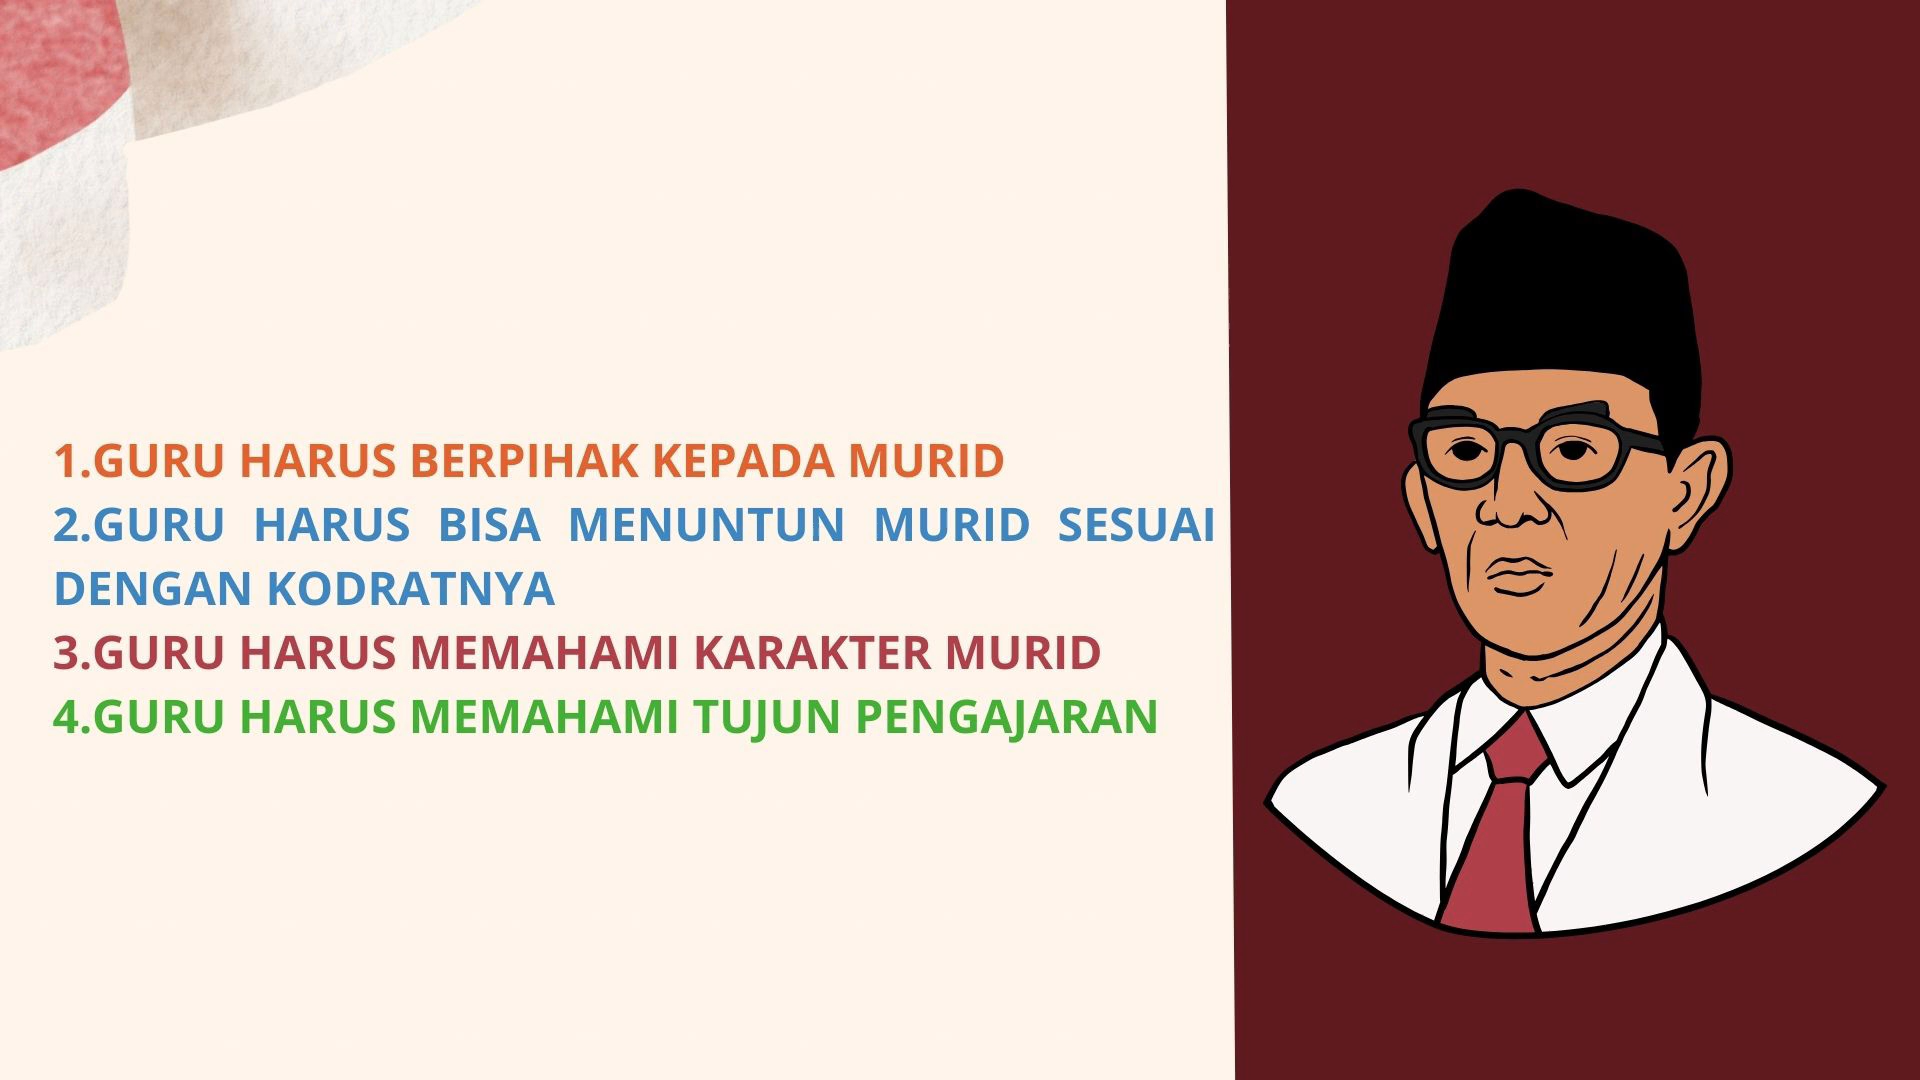 1.GURU HARUS BERPIHAK KEPADA MURID
2.GURU HARUS BISA MENUNTUN MURID SESUAI
DENGAN KODRATNYA
3.GURU HARUS MEMAHAMI KARAKTER MURID
4.GURU HARUS MEMAHAMI TUJUN PENGAJARAN